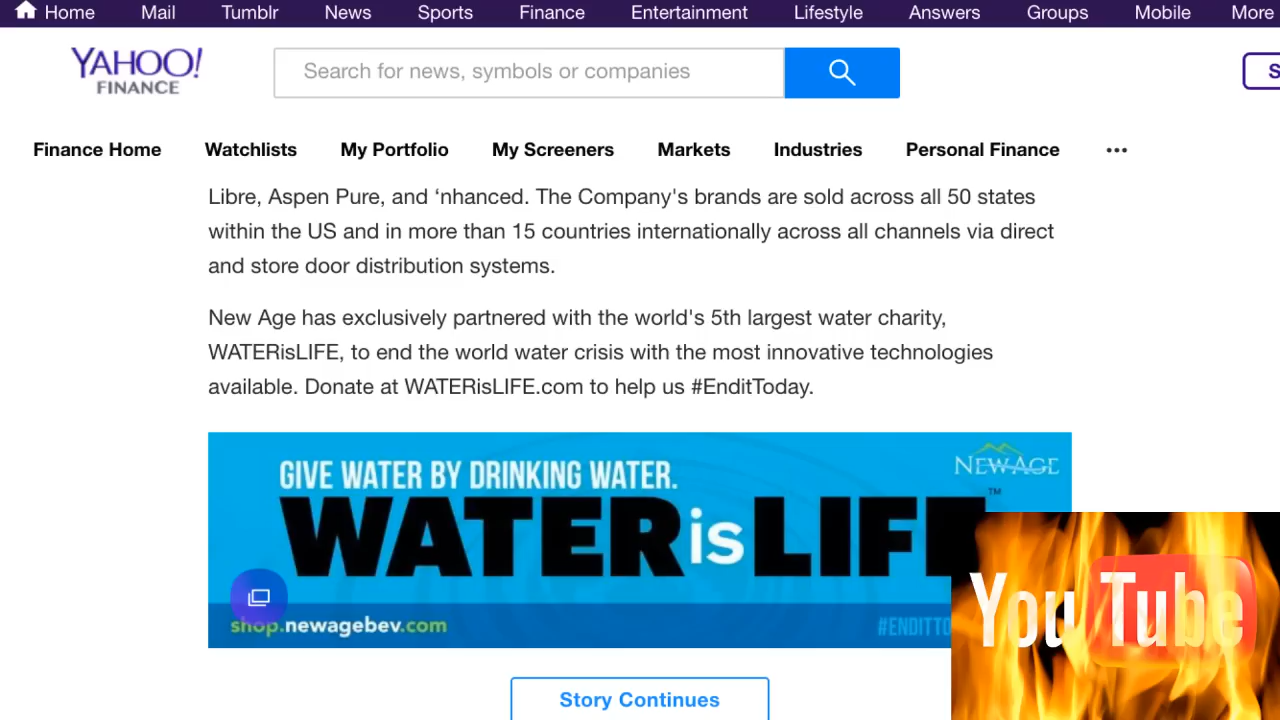 Home Mail Tumblr News Sports Finance Entertainment Lifestyle Answers Groups Mobile More
YAHOO!
FINANCE
Search for news, symbols or companies
S
Finance Home Watchlists My Portfolio My Screeners Markets Industries Personal Finance •••
Libre, Aspen Pure, and ‘nhanced. The Company's brands are sold across all 50 states
within the US and in more than 15 countries internationally across all channels via direct
and store door distribution systems.
New Age has exclusively partnered with the world's 5th largest water charity,
WATERisLIFE, to end the world water crisis with the most innovative technologies
available. Donate at WATERisLIFE.com to help us #EnditToday.
NEWAGE
GIVE WATER BY DRINKING WATER.
WATERisLIFE™
shop.newagebev.com
#ENDITTO
YouTube
Story Continues